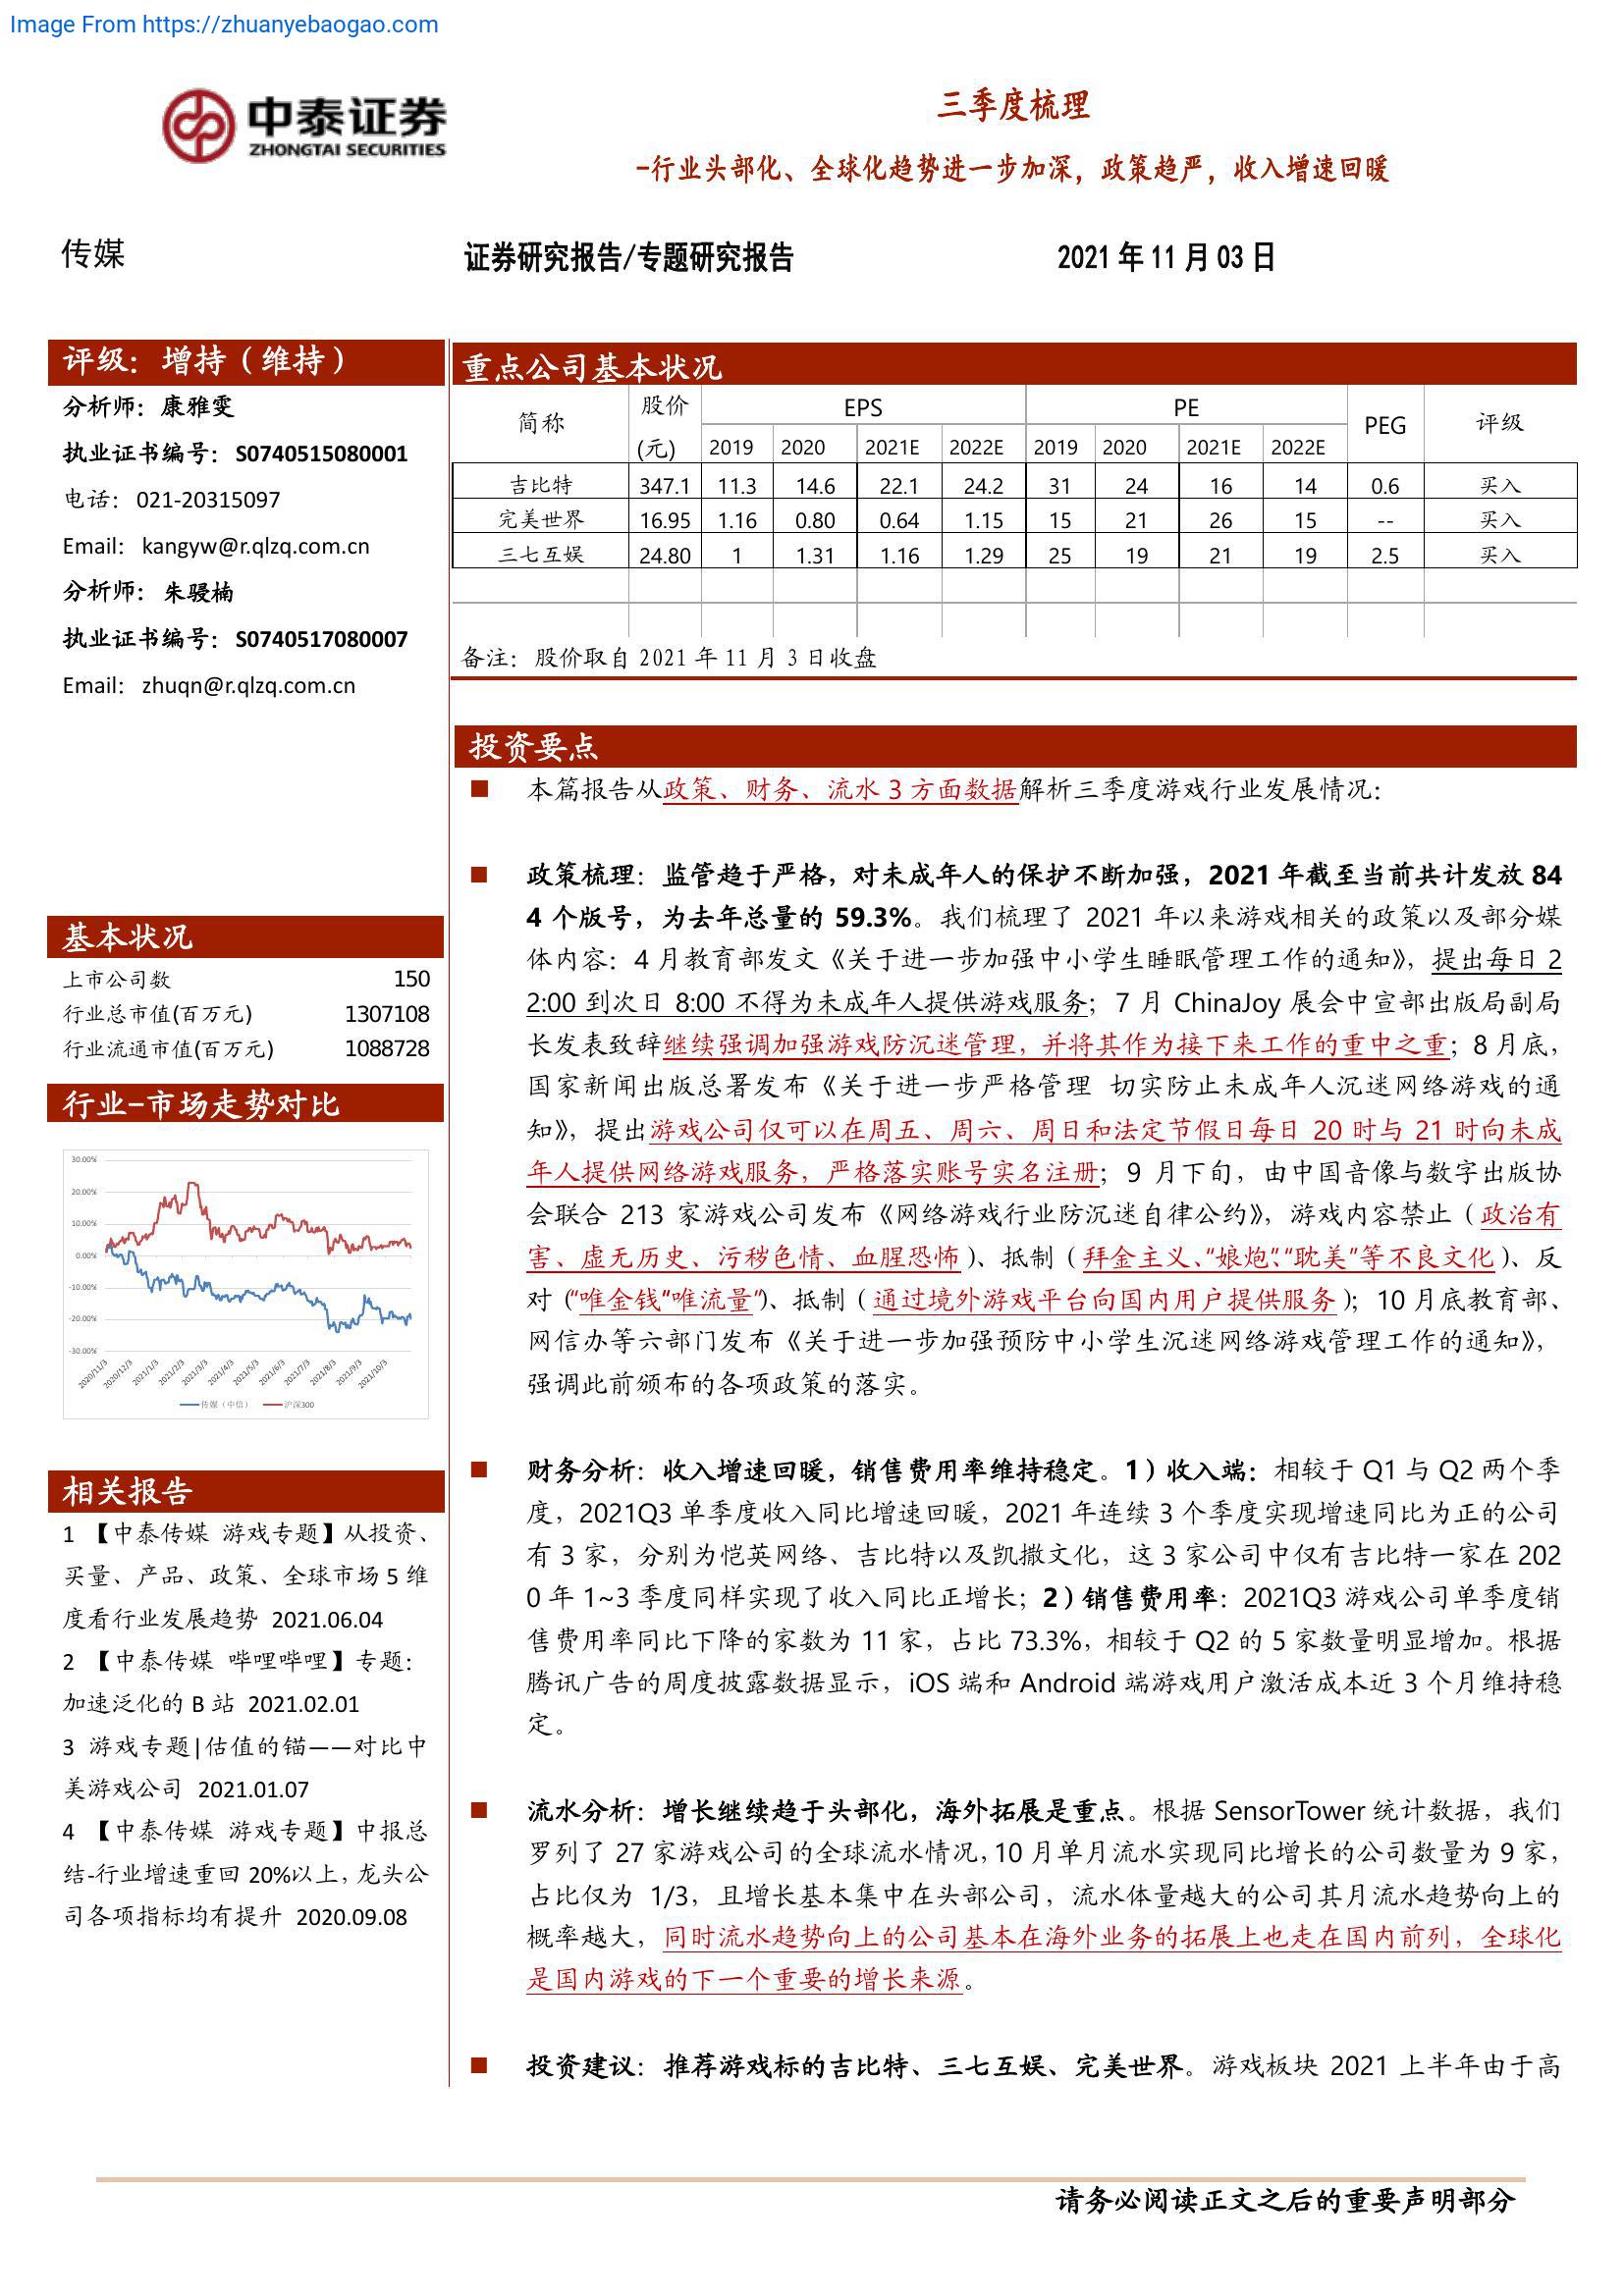 Image From https://zhuanyebaogao.com
中泰证券
ZHONGTAI SECURITIES
三季度梳理
-行业头部化、全球化趋势进一步加深，政策趋严，收入增速回暖
传媒
证券研究报告/专题研究报告
2021 年 11 月 03 日
评级：增持（维持）
分析师：康雅雯
执业证书编号：S0740515080001
电话：021-20315097
Email：kangyw@r.qlzq.com.cn
分析师：朱骎楠
执业证书编号：S0740517080007
Email：zhuqn@r.qlzq.com.cn
基本状况
上市公司数 150
行业总市值(百万元) 1307108
行业流通市值(百万元) 1088728
行业-市场走势对比
30.00%
20.00%
10.00%
0.00%
-10.00%
-20.00%
-30.00%
2020/11/3 2020/12/3 2021/1/3 2021/2/3 2021/3/3 2021/4/3 2021/5/3 2021/6/3 2021/7/3 2021/8/3 2021/9/3 2021/10/3
传媒（中信） 沪深300
相关报告
1 【中泰传媒 游戏专题】从投资、
买量、产品、政策、全球市场 5 维
度看行业发展趋势 2021.06.04
2 【中泰传媒 哔哩哔哩】专题：
加速泛化的 B 站 2021.02.01
3 游戏专题|估值的锚——对比中
美游戏公司 2021.01.07
4 【中泰传媒 游戏专题】中报总
结-行业增速重回 20%以上，龙头公
司各项指标均有提升 2020.09.08
重点公司基本状况
简称 股价(元) EPS PE PEG 评级
2019 2020 2021E 2022E 2019 2020 2021E 2022E
吉比特 347.1 11.3 14.6 22.1 24.2 31 24 16 14 0.6 买入
完美世界 16.95 1.16 0.80 0.64 1.15 15 21 26 15 -- 买入
三七互娱 24.80 1 1.31 1.16 1.29 25 19 21 19 2.5 买入
备注：股价取自 2021 年 11 月 3 日收盘
投资要点
■ 本篇报告从政策、财务、流水 3 方面数据解析三季度游戏行业发展情况：
■ 政策梳理：监管趋于严格，对未成年人的保护不断加强，2021 年截至当前共计发放 84
4 个版号，为去年总量的 59.3%。我们梳理了 2021 年以来游戏相关的政策以及部分媒
体内容：4 月教育部发文《关于进一步加强中小学生睡眠管理工作的通知》，提出每日 2
2:00 到次日 8:00 不得为未成年人提供游戏服务；7 月 ChinaJoy 展会中宣部出版局副局
长发表致辞继续强调加强游戏防沉迷管理，并将其作为接下来工作的重中之重；8 月底，
国家新闻出版总署发布《关于进一步严格管理 切实防止未成年人沉迷网络游戏的通
知》，提出游戏公司仅可以在周五、周六、周日和法定节假日每日 20 时与 21 时向未成
年人提供网络游戏服务，严格落实账号实名注册；9 月下旬，由中国音像与数字出版协
会联合 213 家游戏公司发布《网络游戏行业防沉迷自律公约》，游戏内容禁止（政治有
害、虚无历史、污秽色情、血腥恐怖）、抵制（拜金主义、“娘炮”、“耽美”等不良文化）、反
对（“唯金钱”“唯流量”）、抵制（通过境外游戏平台向国内用户提供服务）；10 月底教育部、
网信办等六部门发布《关于进一步加强预防中小学生沉迷网络游戏管理工作的通知》，
强调此前颁布的各项政策的落实。
■ 财务分析：收入增速回暖，销售费用率维持稳定。1）收入端：相较于 Q1 与 Q2 两个季
度，2021Q3 单季度收入同比增速回暖，2021 年连续 3 个季度实现增速同比为正的公司
有 3 家，分别为恺英网络、吉比特以及凯撒文化，这 3 家公司中仅有吉比特一家在 202
0 年 1~3 季度同样实现了收入同比正增长；2）销售费用率：2021Q3 游戏公司单季度销
售费用率同比下降的家数为 11 家，占比 73.3%，相较于 Q2 的 5 家数量明显增加。根据
腾讯广告的周度披露数据显示，iOS 端和 Android 端游戏用户激活成本近 3 个月维持稳
定。
■ 流水分析：增长继续趋于头部化，海外拓展是重点。根据 SensorTower 统计数据，我们
罗列了 27 家游戏公司的全球流水情况，10 月单月流水实现同比增长的公司数量为 9 家，
占比仅为 1/3，且增长基本集中在头部公司，流水体量越大的公司其月流水趋势向上的
概率越大，同时流水趋势向上的公司基本在海外业务的拓展上也走在国内前列，全球化
是国内游戏的下一个重要的增长来源。
■ 投资建议：推荐游戏标的吉比特、三七互娱、完美世界。游戏板块 2021 上半年由于高
请务必阅读正文之后的重要声明部分